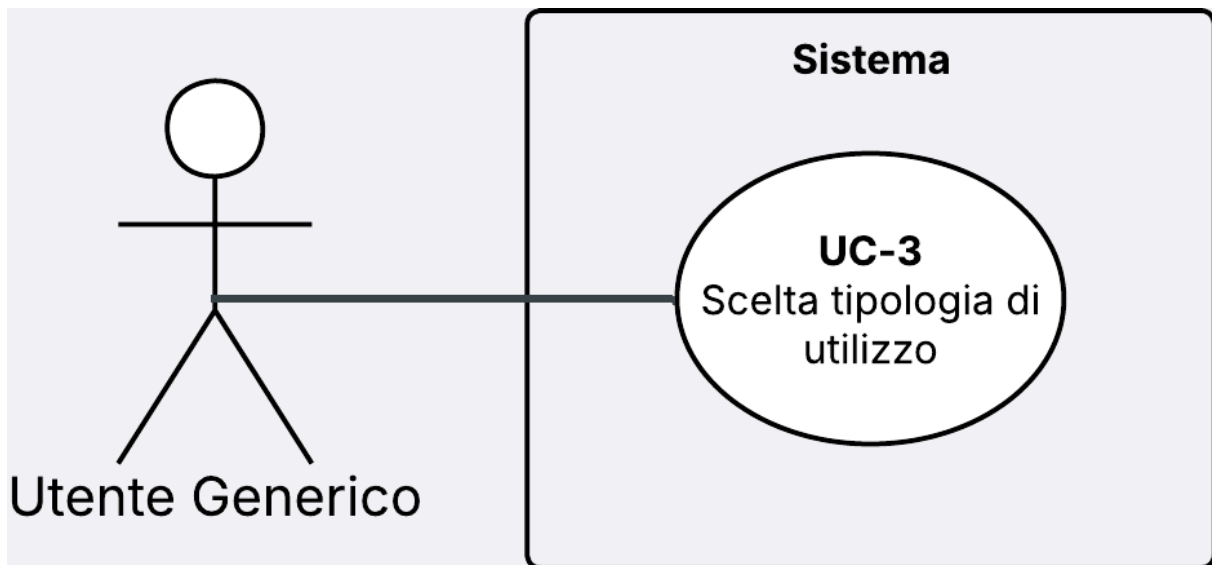 Sistema
UC-3
Scelta tipologia di
utilizzo
Utente Generico